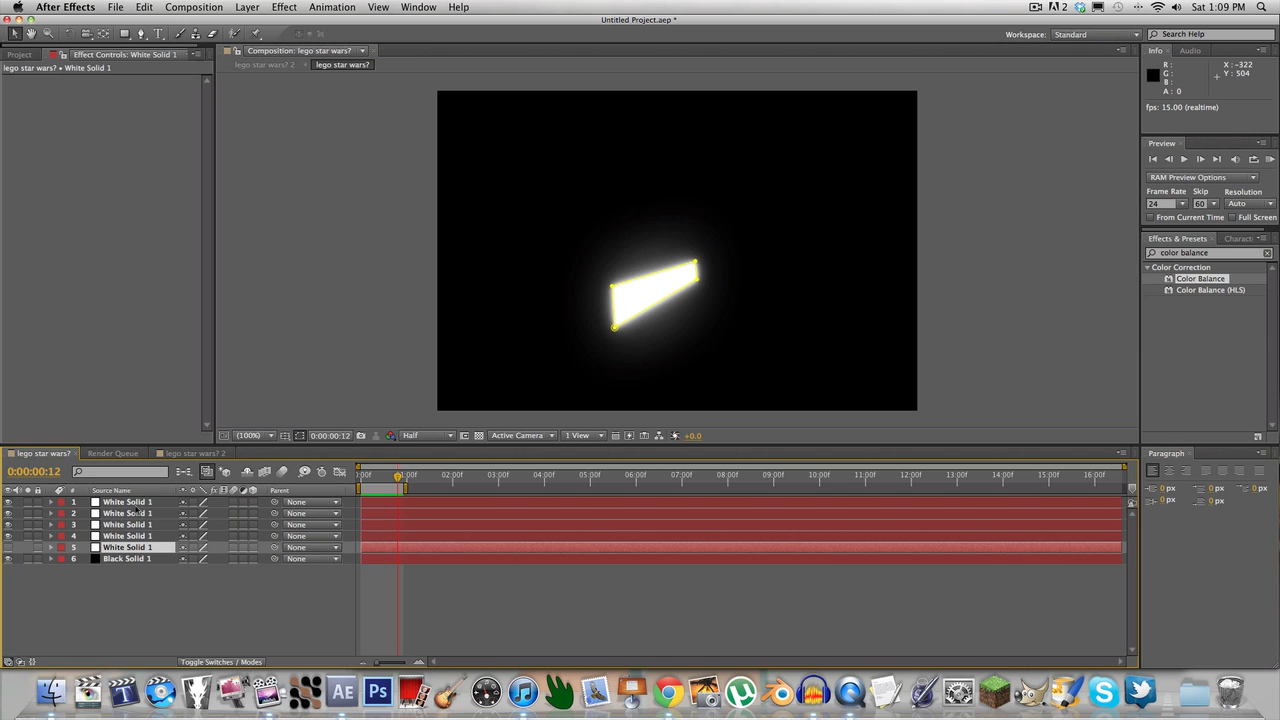 After Effects File Edit Composition Layer Effect Animation View Window Help 2 Sat 1:09 PM
Untitled Project.aep *
Workspace: Standard Search Help
Project Effect Controls: White Solid 1 Composition: lego star wars? Info Audio
lego star wars? • White Solid 1 lego star wars? 2 lego star wars?
R: X: -322
G: Y: 504
B:
A: 0
fps: 15.00 (realtime)
Preview
RAM Preview Options
Frame Rate Skip Resolution
24 60 Auto
From Current Time Full Screen
Effects & Presets Charact
color balance
Color Correction
Color Balance
Color Balance (HLS)
(100%) 0:00:00:12 Half Active Camera 1 View +0.0
lego star wars? Render Queue lego star wars? 2 Paragraph
0:00:00:12 0:00f 01:00f 02:00f 03:00f 04:00f 05:00f 06:00f 07:00f 08:00f 09:00f 10:00f 11:00f 12:00f 13:00f 14:00f 15:00f 16:0
# Source Name fx Parent 0 px 0 px 0 px
1 White Solid 1 None 0 px 0 px
2 White Solid 1 None
3 White Solid 1 None
4 White Solid 1 None
5 White Solid 1 None
6 Black Solid 1 None
Toggle Switches / Modes
AE Ps